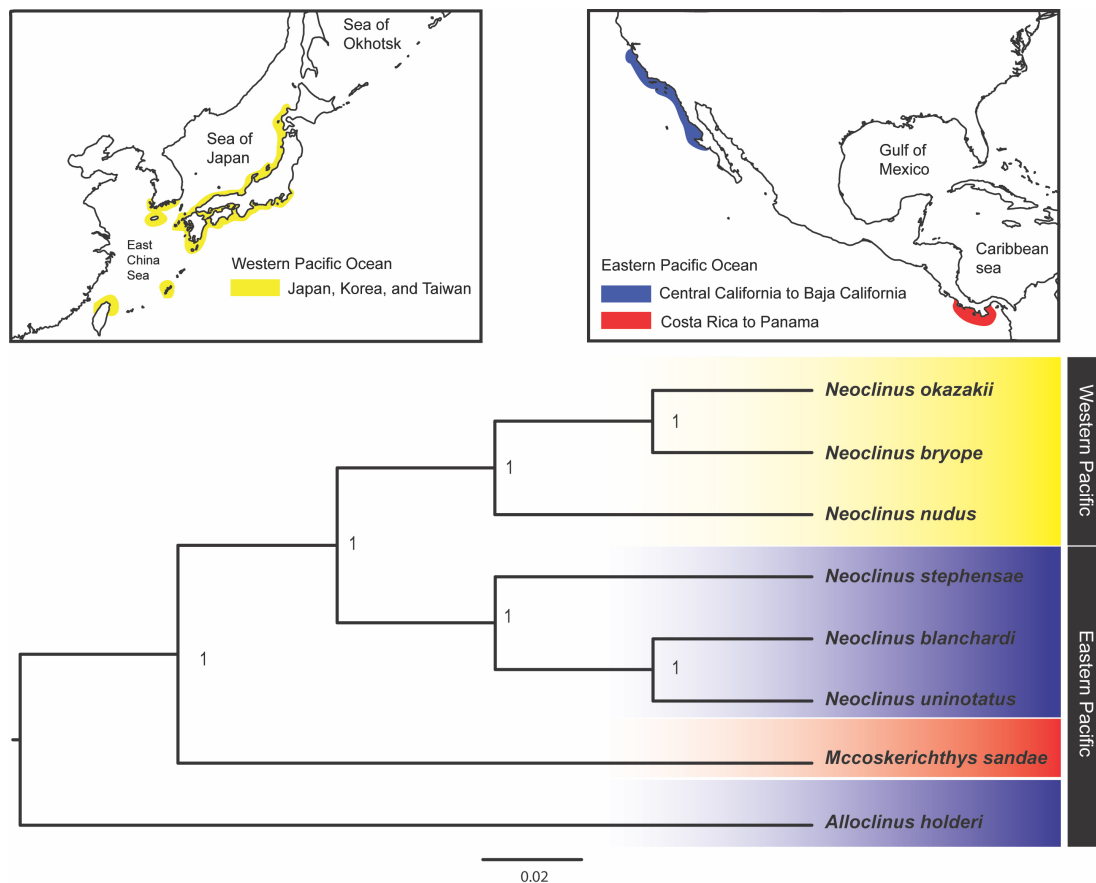 Sea of
Okhotsk
Sea of
Japan
East
China
Sea
Western Pacific Ocean
Japan, Korea, and Taiwan
Gulf of
Mexico
Caribbean
sea
Eastern Pacific Ocean
Central California to Baja California
Costa Rica to Panama
Neoclinus okazakii
1
Neoclinus bryope
1
Neoclinus nudus
1
Neoclinus stephensae
1
Neoclinus blanchardi
1
Neoclinus uninotatus
1
Mccoskerichthys sandae
Alloclinus holderi
Western Pacific
Eastern Pacific
0.02